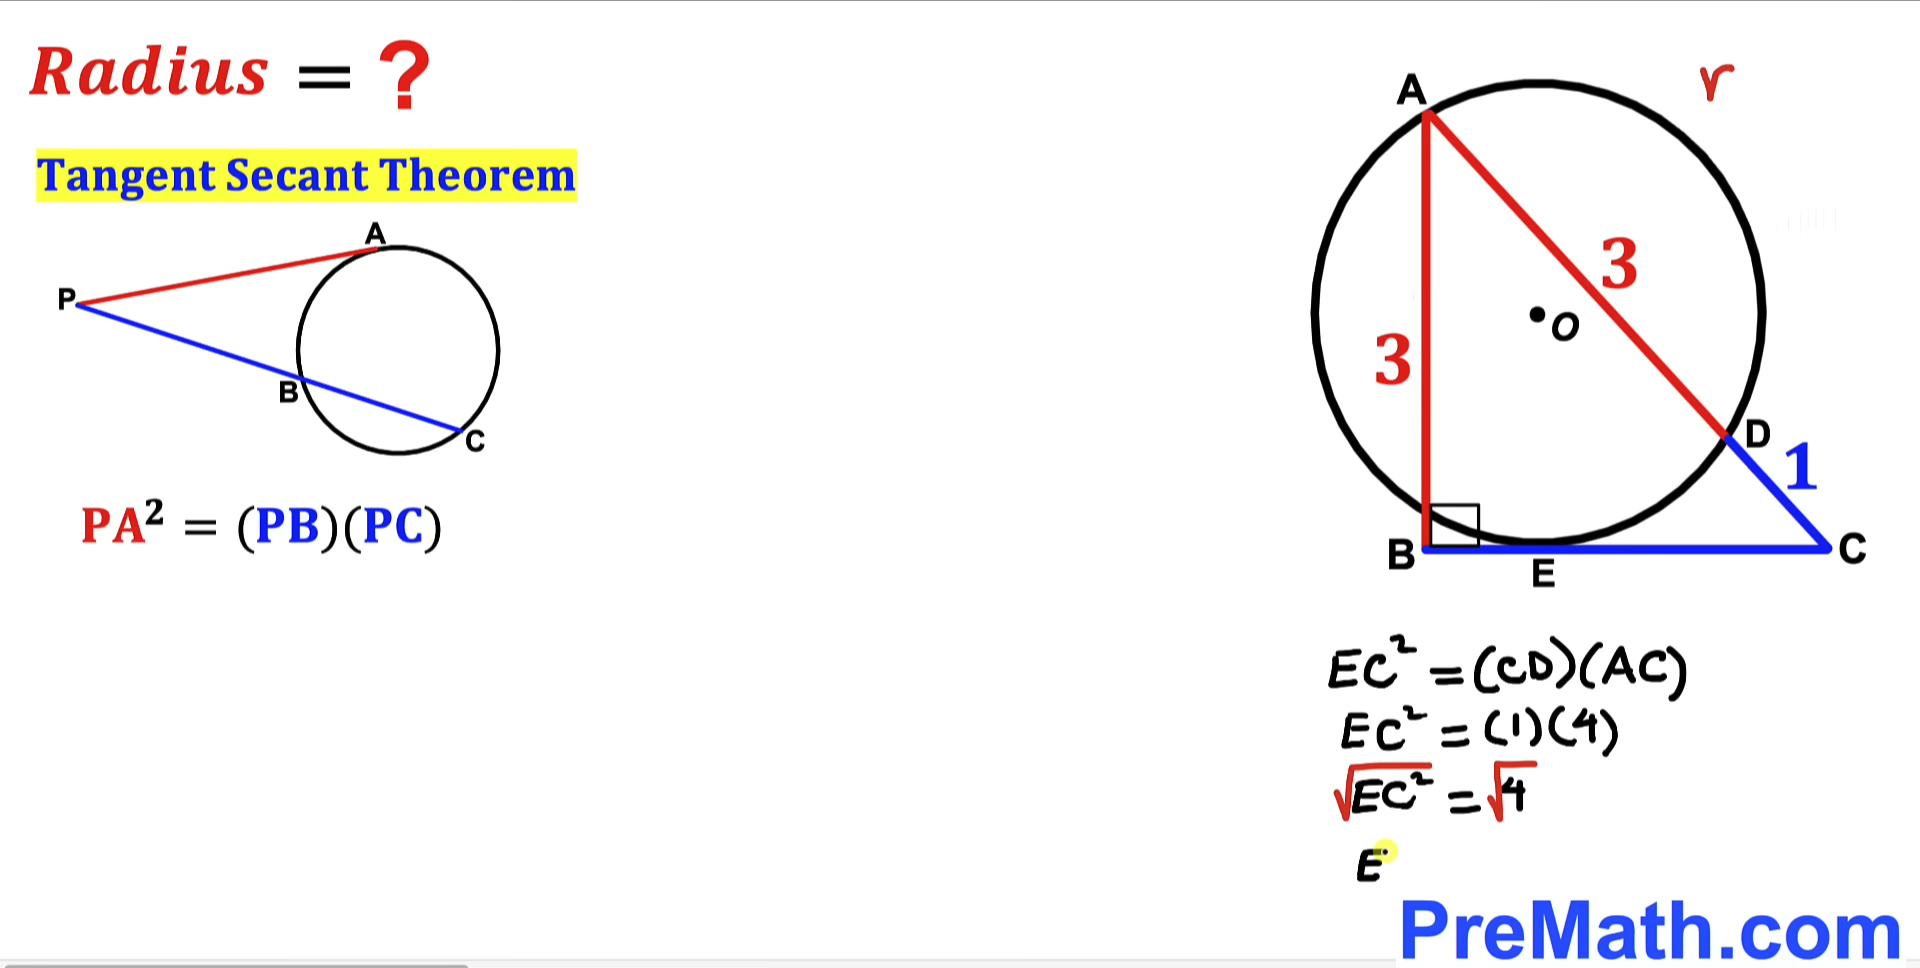 Radius = ?
Tangent Secant Theorem
A
P
B
C
PA² = (PB)(PC)
r
A
3
O
3
D
1
B
C
E
EC² = (CD)(AC)
EC² = (1)(4)
√EC² = √4
E
PreMath.com